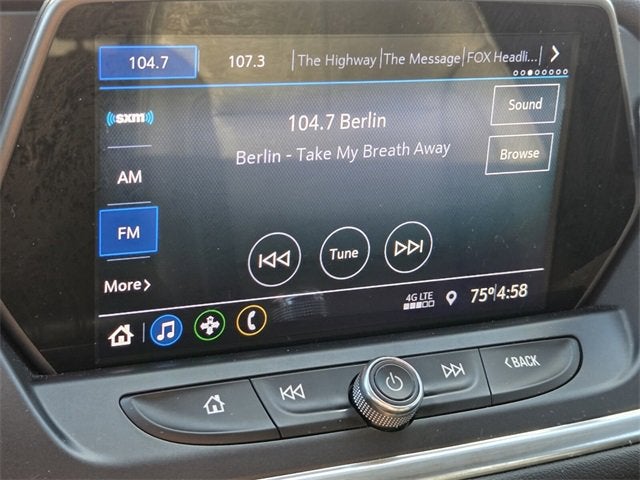 104.7 107.3 The Highway The Message FOX Headli...
Sound
104.7 Berlin
((sxm))
Berlin - Take My Breath Away
Browse
AM
FM
Tune
More
4G LTE
75° 4:58
BACK